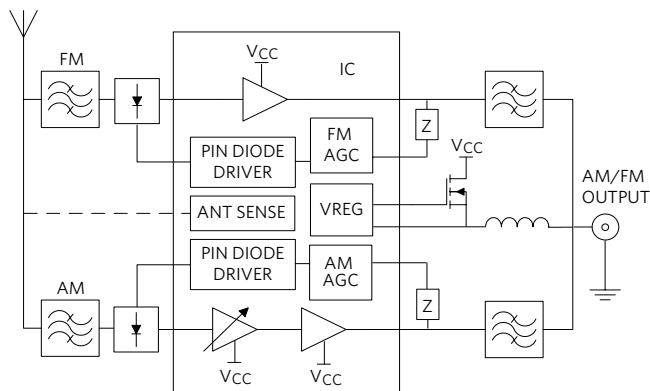 FM
VCC
IC
Z
FM
AGC
VCC
PIN DIODE
DRIVER
AM/FM
OUTPUT
ANT SENSE
VREG
PIN DIODE
DRIVER
AM
AGC
AM
Z
VCC
VCC